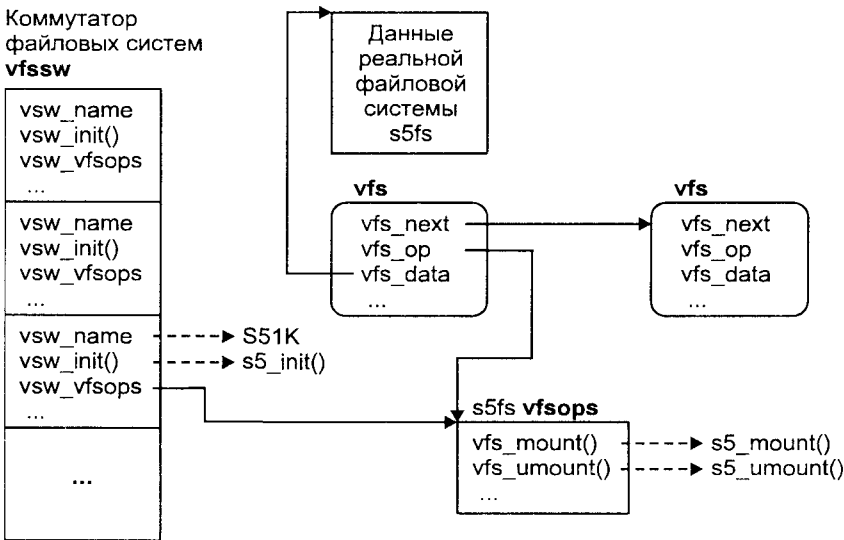 Коммутатор
файловых систем
vfssw
vsw_name
vsw_init()
vsw_vfsops
...
vsw_name
vsw_init()
vsw_vfsops
...
vsw_name
vsw_init()
vsw_vfsops
...
...
S51K
s5_init()
Данные
реальной
файловой
системы
s5fs
vfs
vfs_next
vfs_op
vfs_data
...
vfs
vfs_next
vfs_op
vfs_data
...
s5fs vfsops
vfs_mount()
vfs_umount()
...
s5_mount()
s5_umount()